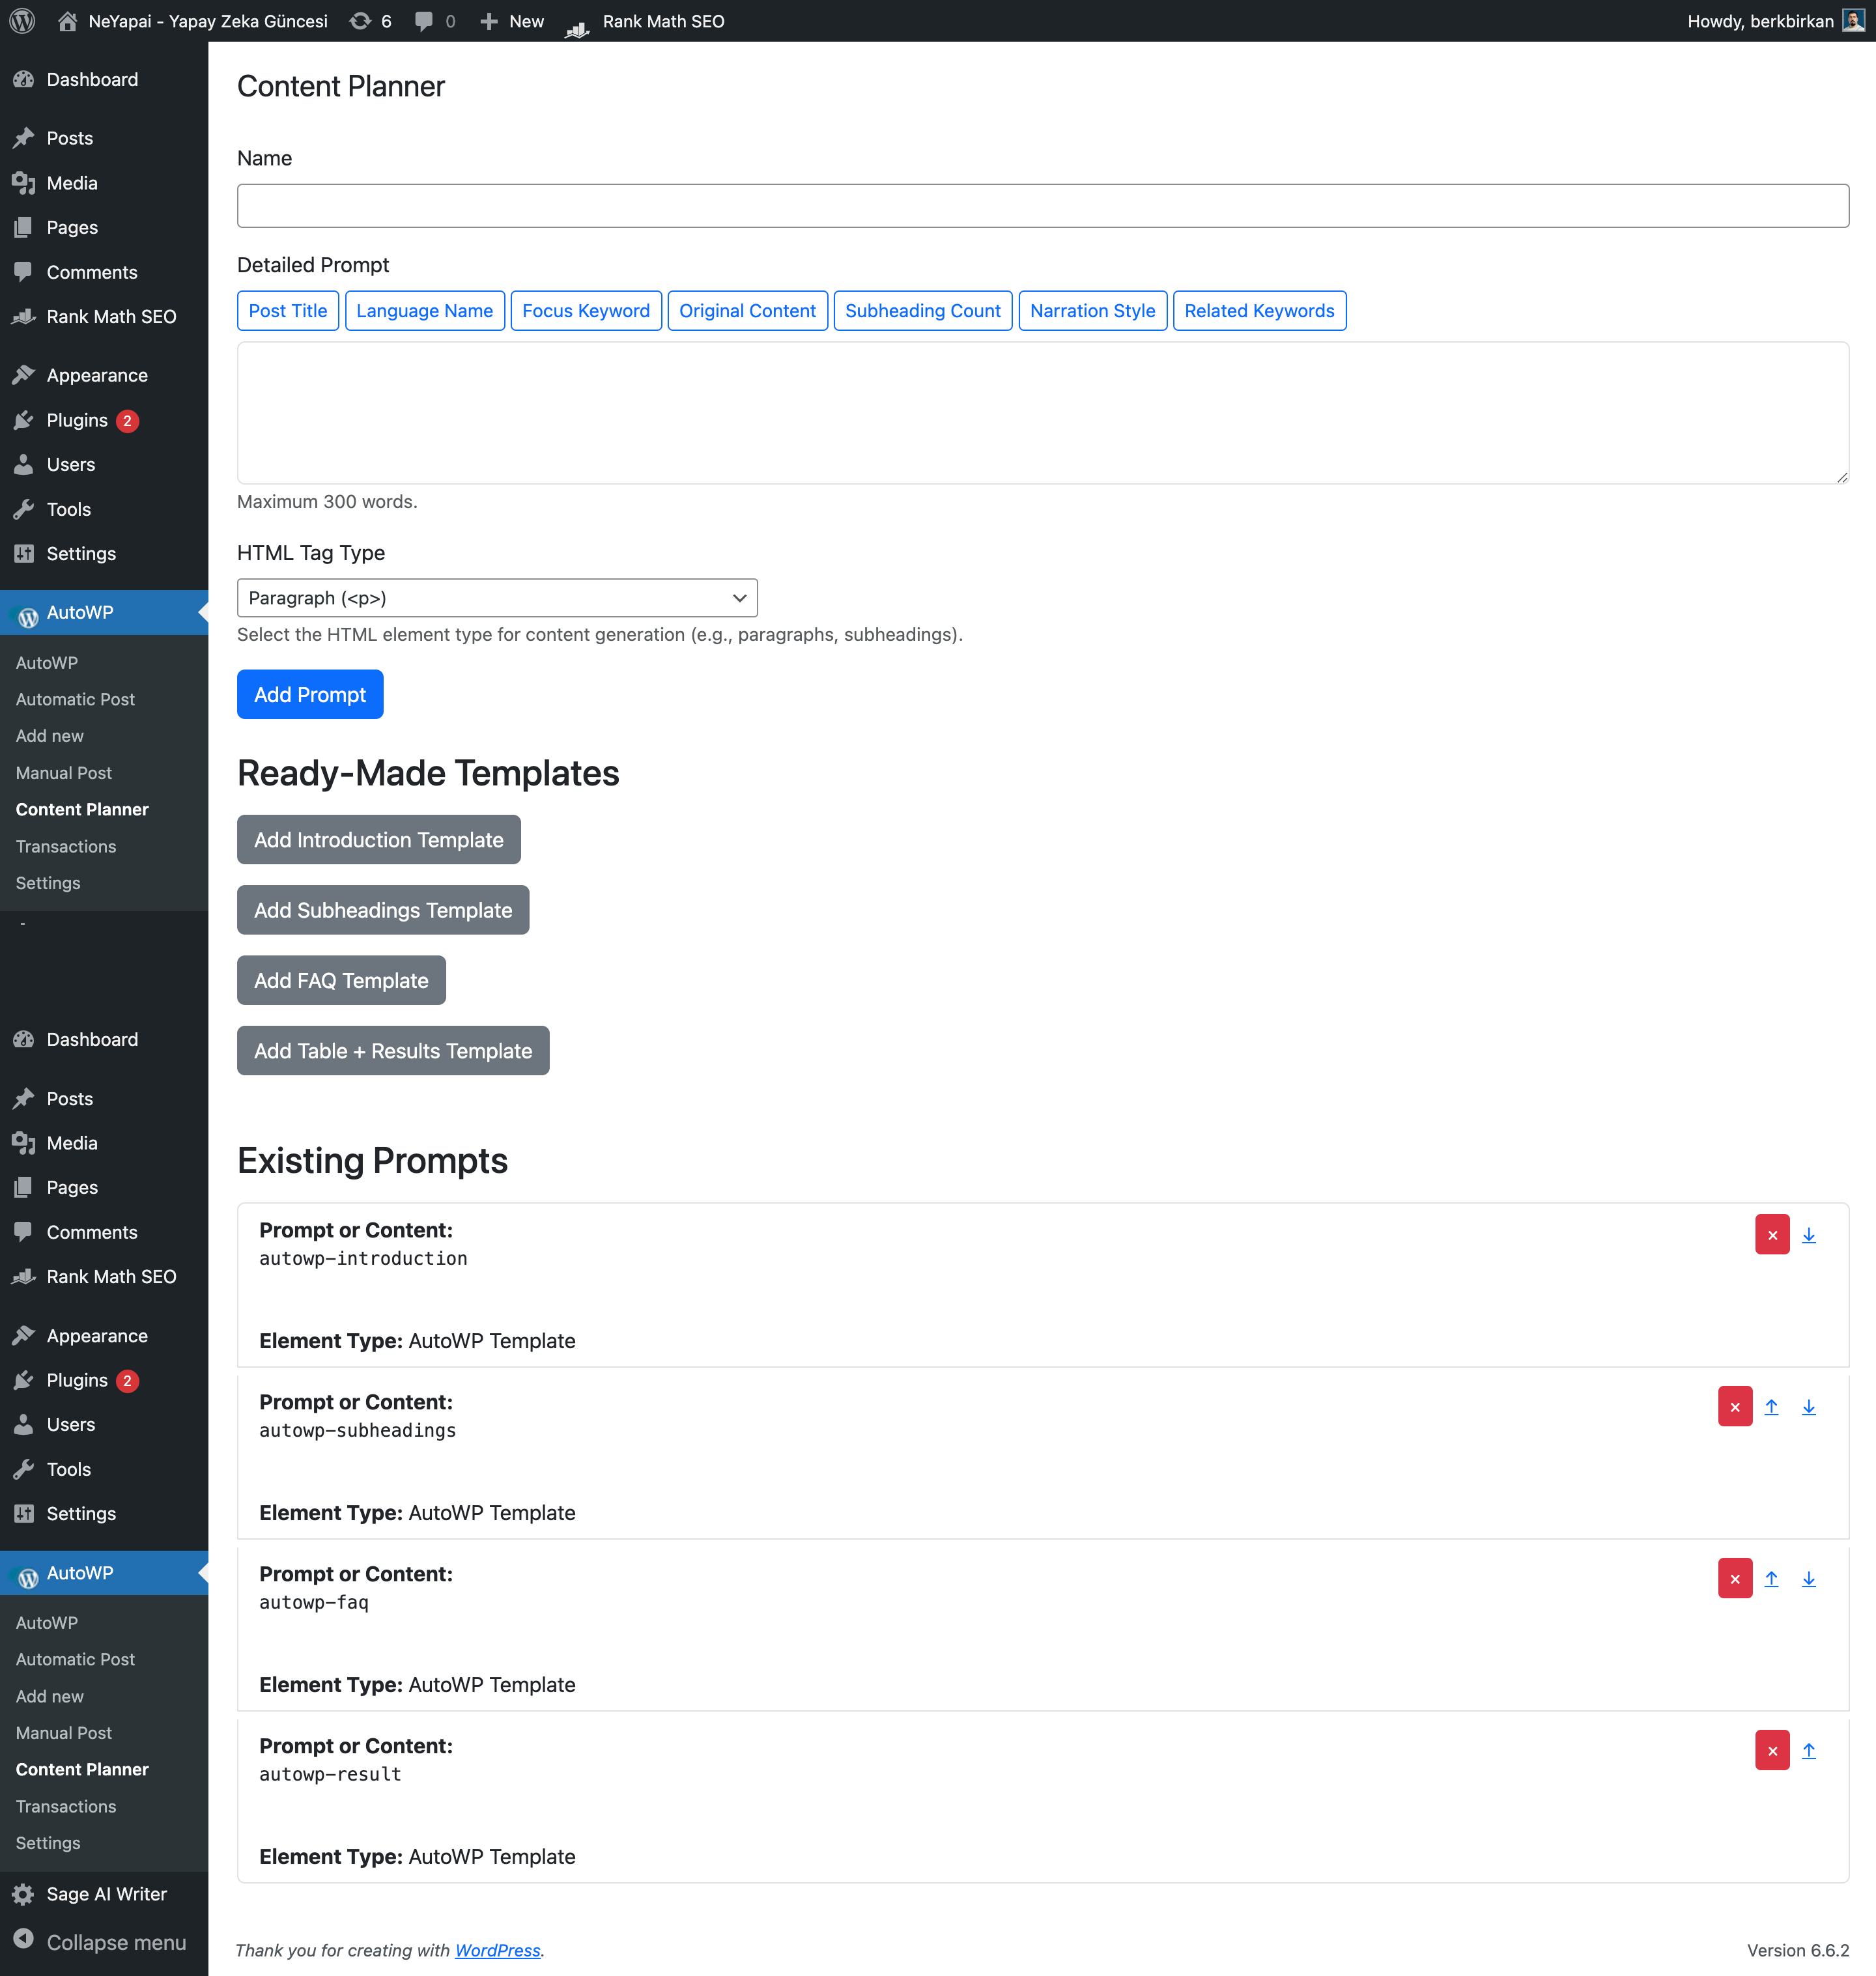 NeYapai - Yapay Zeka Güncesi 6 0 New Rank Math SEO Howdy, berkbirkan
Dashboard
Posts
Media
Pages
Comments
Rank Math SEO
Appearance
Plugins 2
Users
Tools
Settings
AutoWP
AutoWP
Automatic Post
Add new
Manual Post
Content Planner
Transactions
Settings
Dashboard
Posts
Media
Pages
Comments
Rank Math SEO
Appearance
Plugins 2
Users
Tools
Settings
AutoWP
AutoWP
Automatic Post
Add new
Manual Post
Content Planner
Transactions
Settings
Sage AI Writer
Collapse menu
Content Planner
Name
Detailed Prompt
Post Title Language Name Focus Keyword Original Content Subheading Count Narration Style Related Keywords
Maximum 300 words.
HTML Tag Type
Paragraph (<p>)
Select the HTML element type for content generation (e.g., paragraphs, subheadings).
Add Prompt
Ready-Made Templates
Add Introduction Template
Add Subheadings Template
Add FAQ Template
Add Table + Results Template
Existing Prompts
Prompt or Content:
autowp-introduction
Element Type: AutoWP Template
Prompt or Content:
autowp-subheadings
Element Type: AutoWP Template
Prompt or Content:
autowp-faq
Element Type: AutoWP Template
Prompt or Content:
autowp-result
Element Type: AutoWP Template
Thank you for creating with WordPress. Version 6.6.2